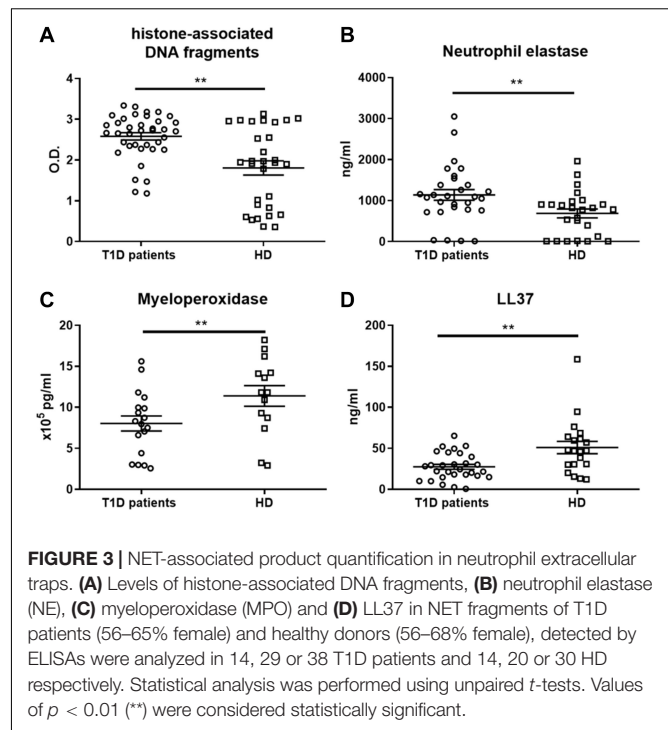 A
histone-associated
DNA fragments
**
O.D.
4
3
2
1
0
T1D patients
HD
B
Neutrophil elastase
**
ng/ml
4000
3000
2000
1000
0
T1D patients
HD
C
Myeloperoxidase
**
x10⁵ pg/ml
20
15
10
5
0
T1D patients
HD
D
LL37
**
ng/ml
200
150
100
50
0
T1D patients
HD
FIGURE 3 | NET-associated product quantification in neutrophil extracellular
traps. (A) Levels of histone-associated DNA fragments, (B) neutrophil elastase
(NE), (C) myeloperoxidase (MPO) and (D) LL37 in NET fragments of T1D
patients (56–65% female) and healthy donors (56–68% female), detected by
ELISAs were analyzed in 14, 29 or 38 T1D patients and 14, 20 or 30 HD
respectively. Statistical analysis was performed using unpaired t-tests. Values
of p < 0.01 (**) were considered statistically significant.